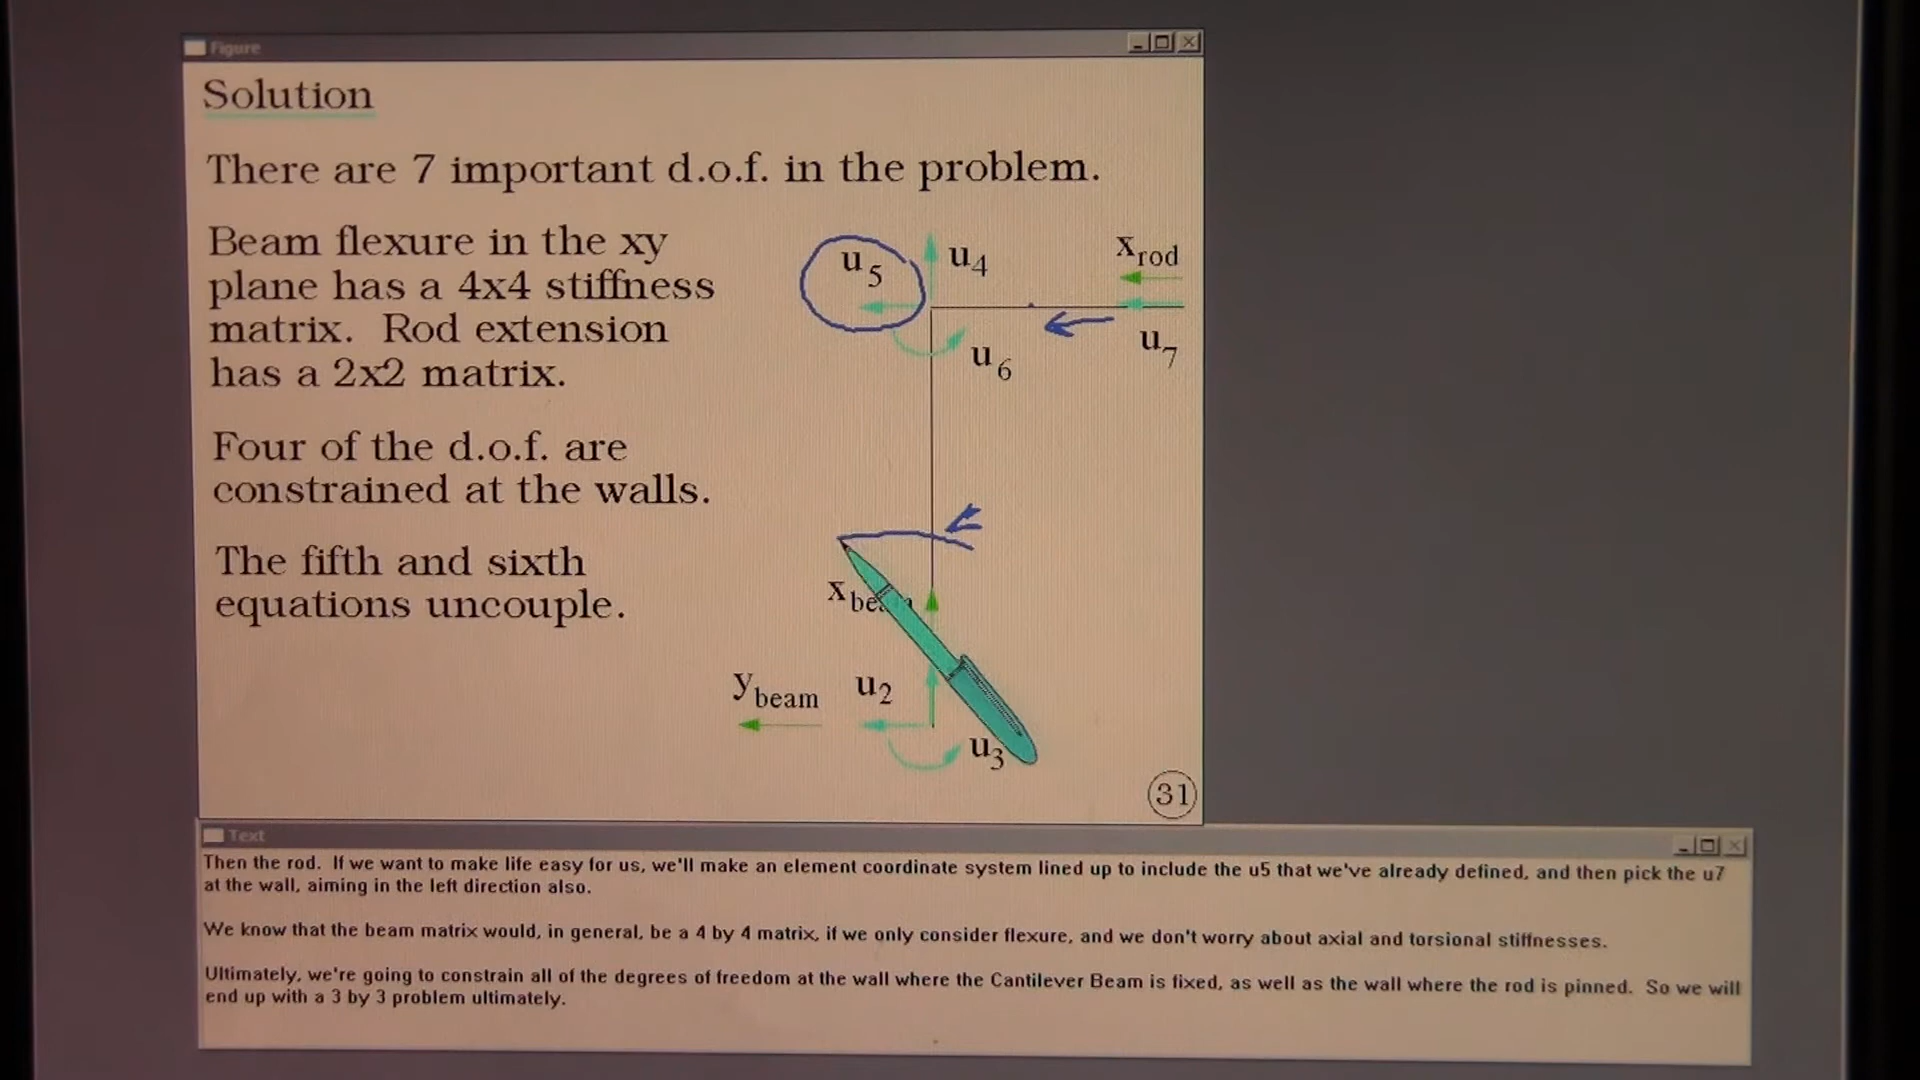 Figure
Solution
There are 7 important d.o.f. in the problem.
Beam flexure in the xy
plane has a 4x4 stiffness
matrix. Rod extension
has a 2x2 matrix.
Four of the d.o.f. are
constrained at the walls.
The fifth and sixth
equations uncouple.
u5
u4
xrod
u6
u7
ybeam
u2
u3
31
Text
Then the rod. If we want to make life easy for us, we'll make an element coordinate system lined up to include the u5 that we've already defined, and then pick the u7
at the wall, aiming in the left direction also.
We know that the beam matrix would, in general, be a 4 by 4 matrix, if we only consider flexure, and we don't worry about axial and torsional stiffnesses.
Ultimately, we're going to constrain all of the degrees of freedom at the wall where the Cantilever Beam is fixed, as well as the wall where the rod is pinned. So we will
end up with a 3 by 3 problem ultimately.